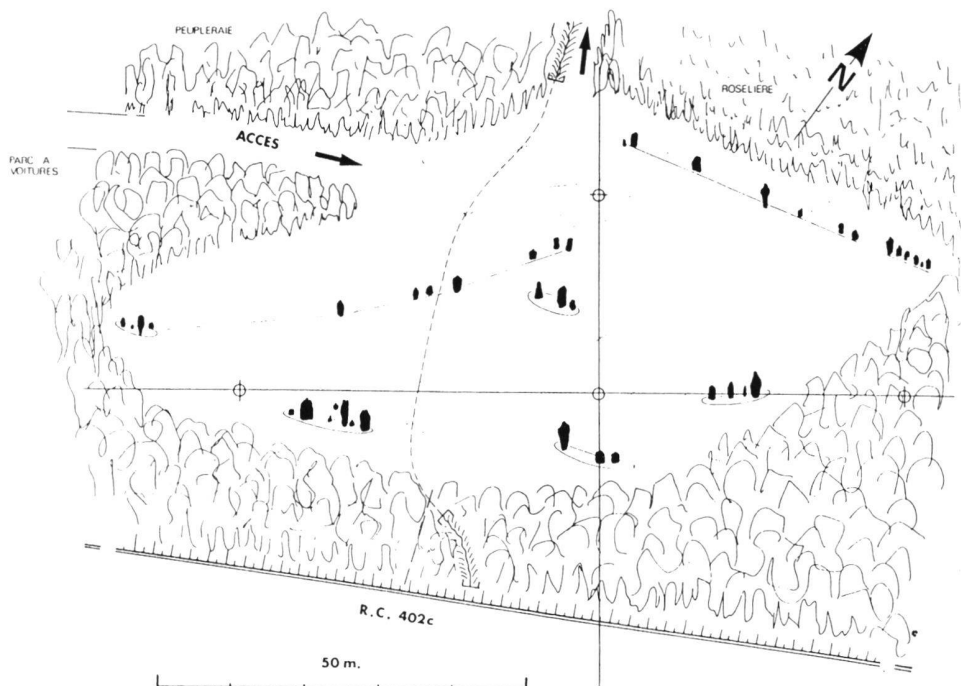 PEUPLERAIE
N
ROSELIERE
ACCES
PARC A
VOITURES
R.C. 402c
e
50 m.